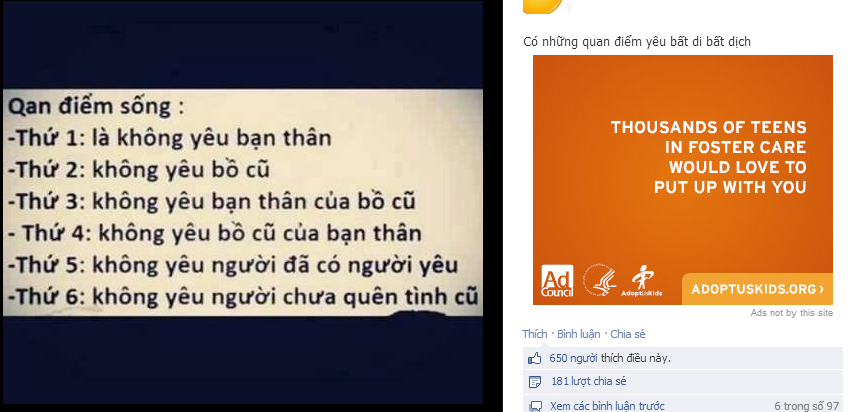 Qan điểm sống :
-Thứ 1: là không yêu bạn thân
-Thứ 2: không yêu bồ cũ
-Thứ 3: không yêu bạn thân của bồ cũ
- Thứ 4: không yêu bồ cũ của bạn thân
-Thứ 5: không yêu người đã có người yêu
-Thứ 6: không yêu người chưa quên tình cũ
Có những quan điểm yêu bất di bất dịch
THOUSANDS OF TEENS
IN FOSTER CARE
WOULD LOVE TO
PUT UP WITH YOU
Ad
COUNCIL
AdoptUsKids
ADOPTUSKIDS.ORG ›
Ads not by this site
Thích · Bình luận · Chia sẻ
650 người thích điều này.
181 lượt chia sẻ
Xem các bình luận trước
6 trong số 97